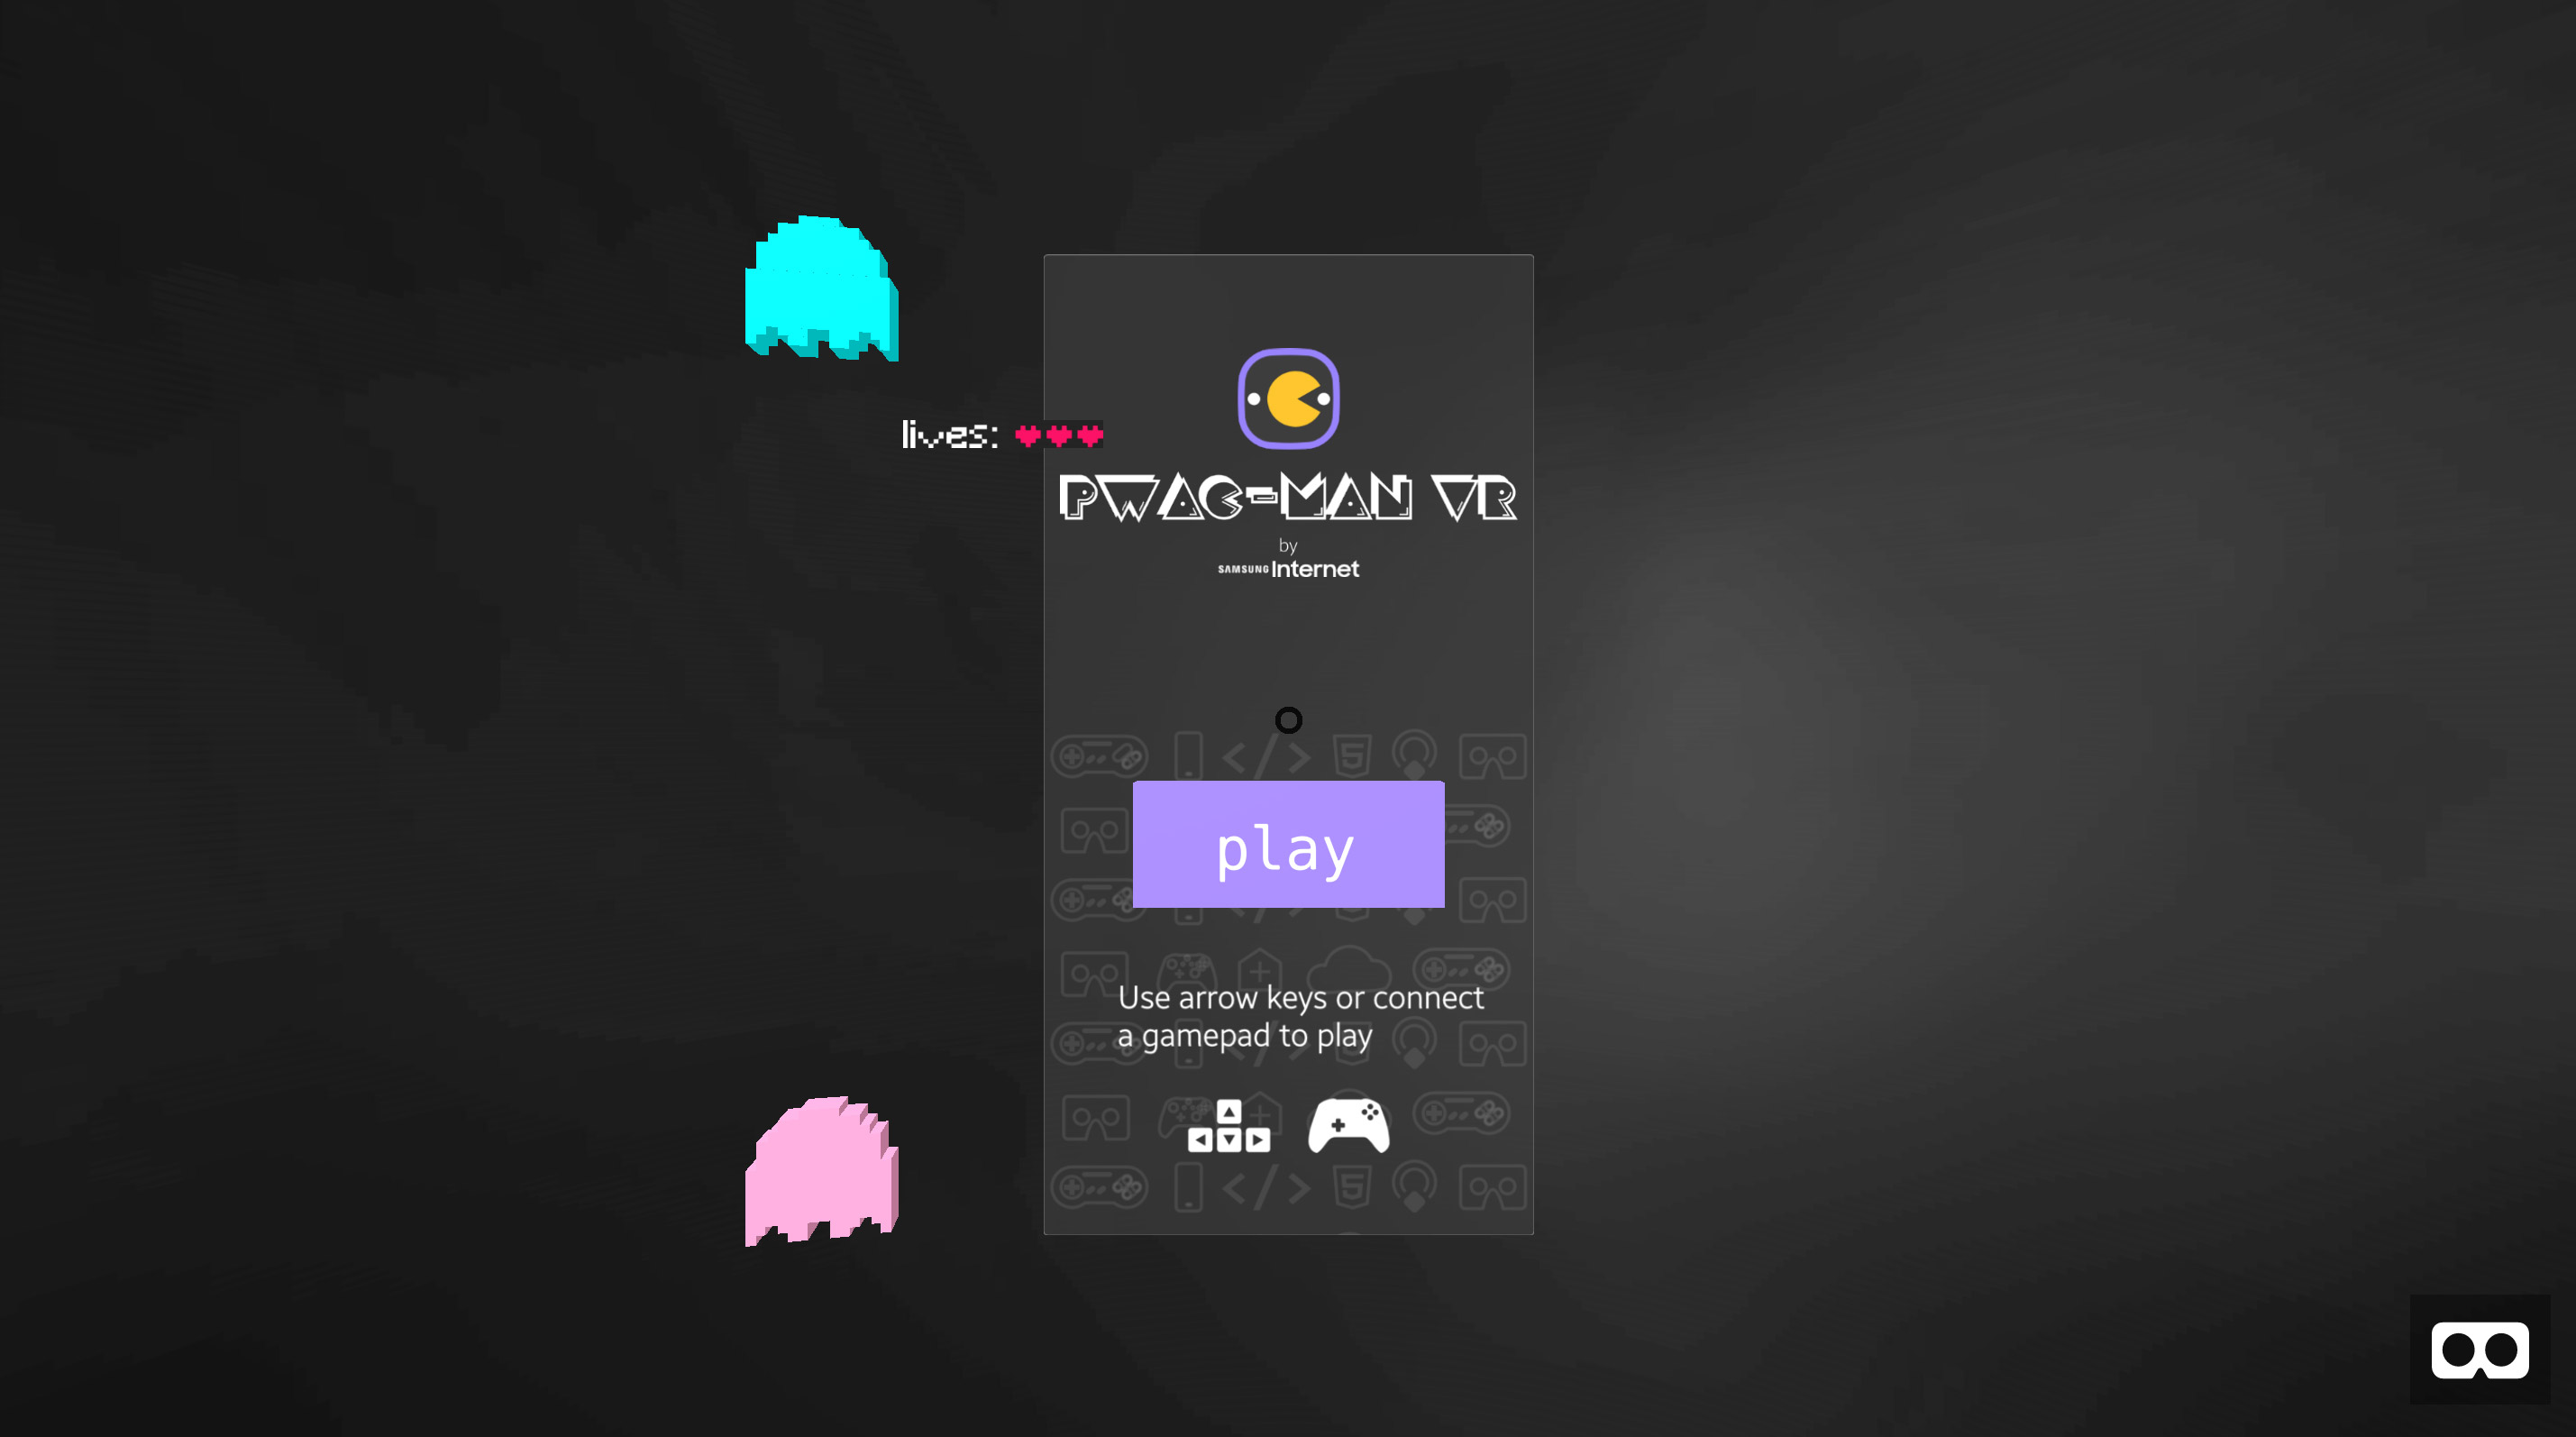 lives:
PWAC-MAN VR
by
SAMSUNG Internet
play
Use arrow keys or connect
a gamepad to play